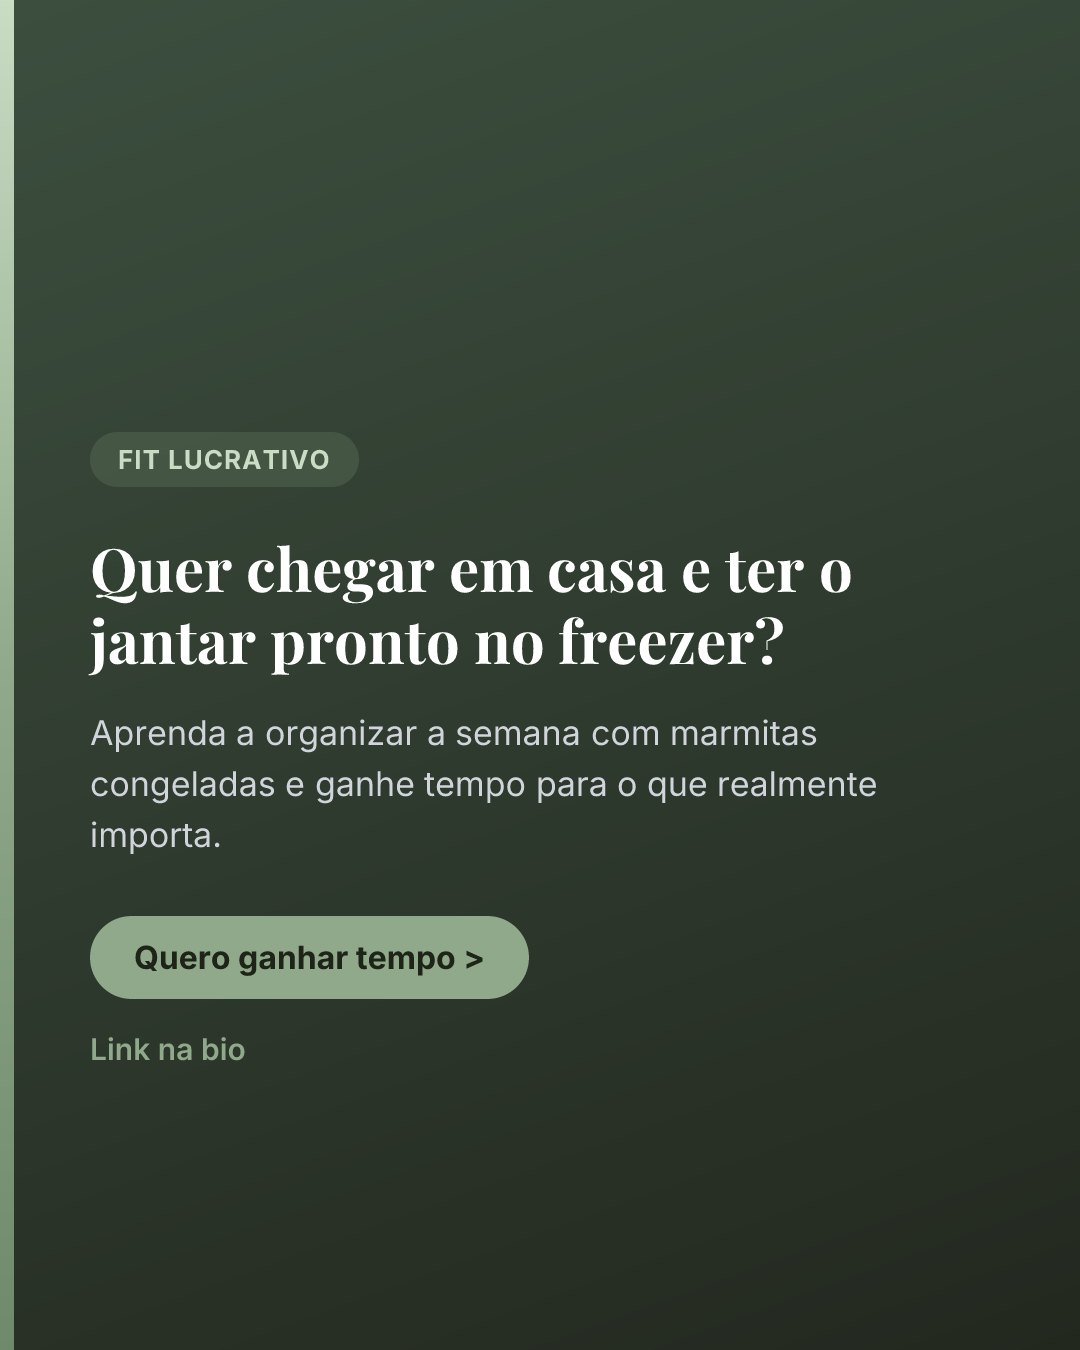 FIT LUCRATIVO
Quer chegar em casa e ter o
jantar pronto no freezer?
Aprenda a organizar a semana com marmitas
congeladas e ganhe tempo para o que realmente
importa.
Quero ganhar tempo >
Link na bio